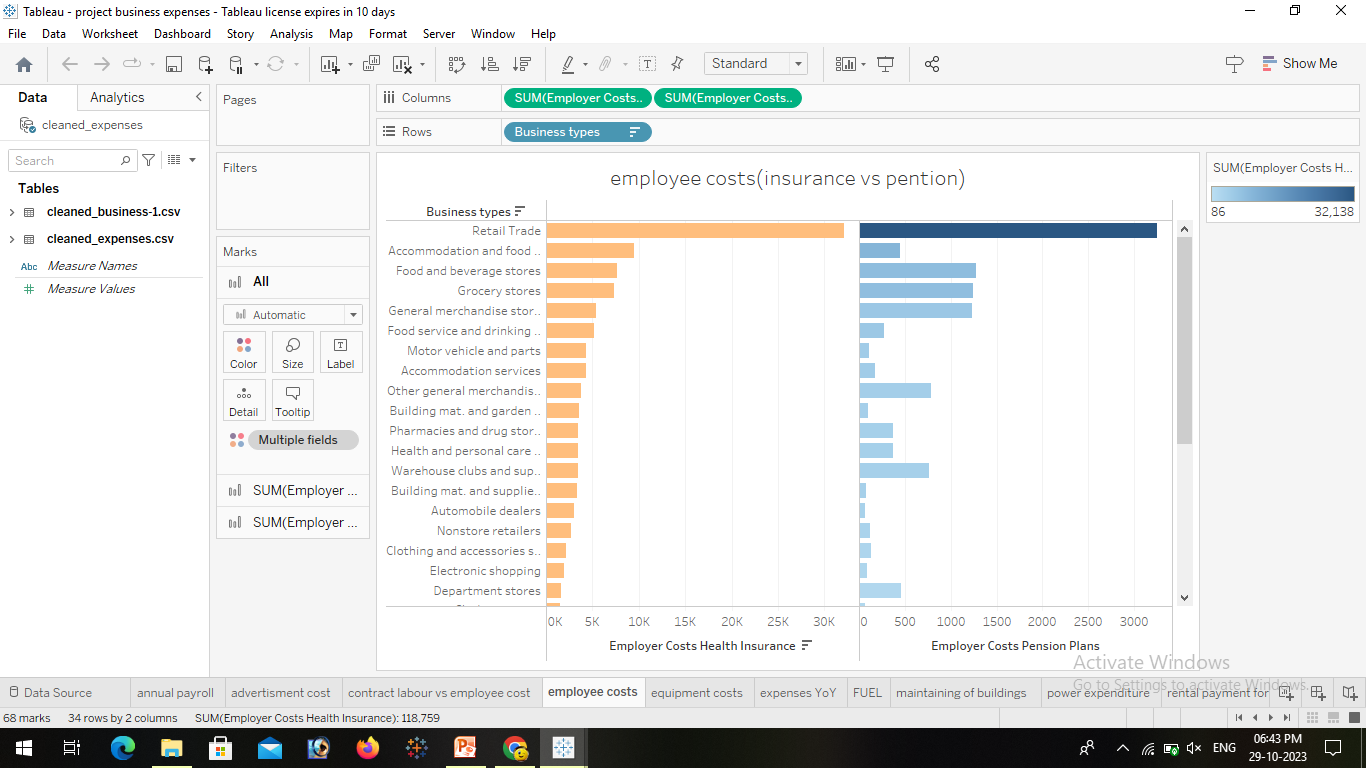 Tableau - project business expenses - Tableau license expires in 10 days
File Data Worksheet Dashboard Story Analysis Map Format Server Window Help
Standard
Show Me
Data Analytics
cleaned_expenses
Search
Tables
cleaned_business-1.csv
cleaned_expenses.csv
Abc Measure Names
Measure Values
Pages
Filters
Marks
All
Automatic
Color Size Label
Detail Tooltip
Multiple fields
SUM(Employer ...
SUM(Employer ...
Columns SUM(Employer Costs.. SUM(Employer Costs..
Rows Business types
employee costs(insurance vs pention)
Business types
Retail Trade
Accommodation and food ..
Food and beverage stores
Grocery stores
General merchandise stor..
Food service and drinking ..
Motor vehicle and parts
Accommodation services
Other general merchandis..
Building mat. and garden ..
Pharmacies and drug stor..
Health and personal care ..
Warehouse clubs and sup..
Building mat. and supplie..
Automobile dealers
Nonstore retailers
Clothing and accessories s..
Electronic shopping
Department stores
0K 5K 10K 15K 20K 25K 30K 0 500 1000 1500 2000 2500 3000
Employer Costs Health Insurance Employer Costs Pension Plans
SUM(Employer Costs H...
86 32,138
Activate Windows
Go to Settings to activate Windows.
Data Source annual payroll advertisment cost contract labour vs employee cost employee costs equipment costs expenses YoY FUEL maintaining of buildings power expenditure rental payment for
68 marks 34 rows by 2 columns SUM(Employer Costs Health Insurance): 118,759
ENG
06:43 PM
29-10-2023